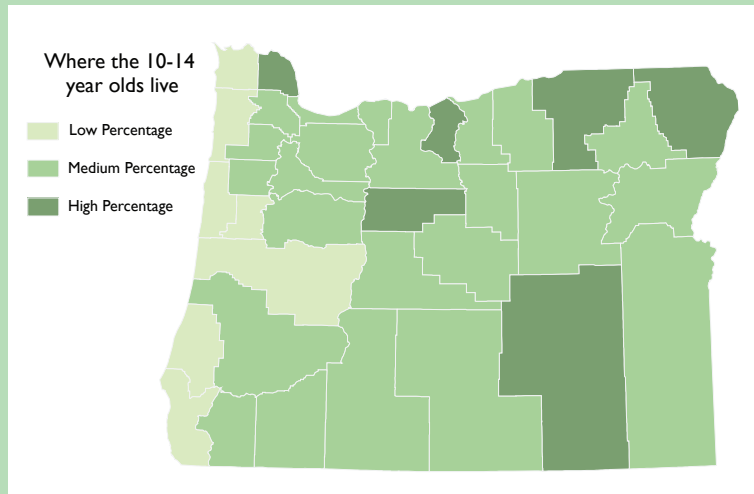 Where the 10-14
year olds live
Low Percentage
Medium Percentage
High Percentage